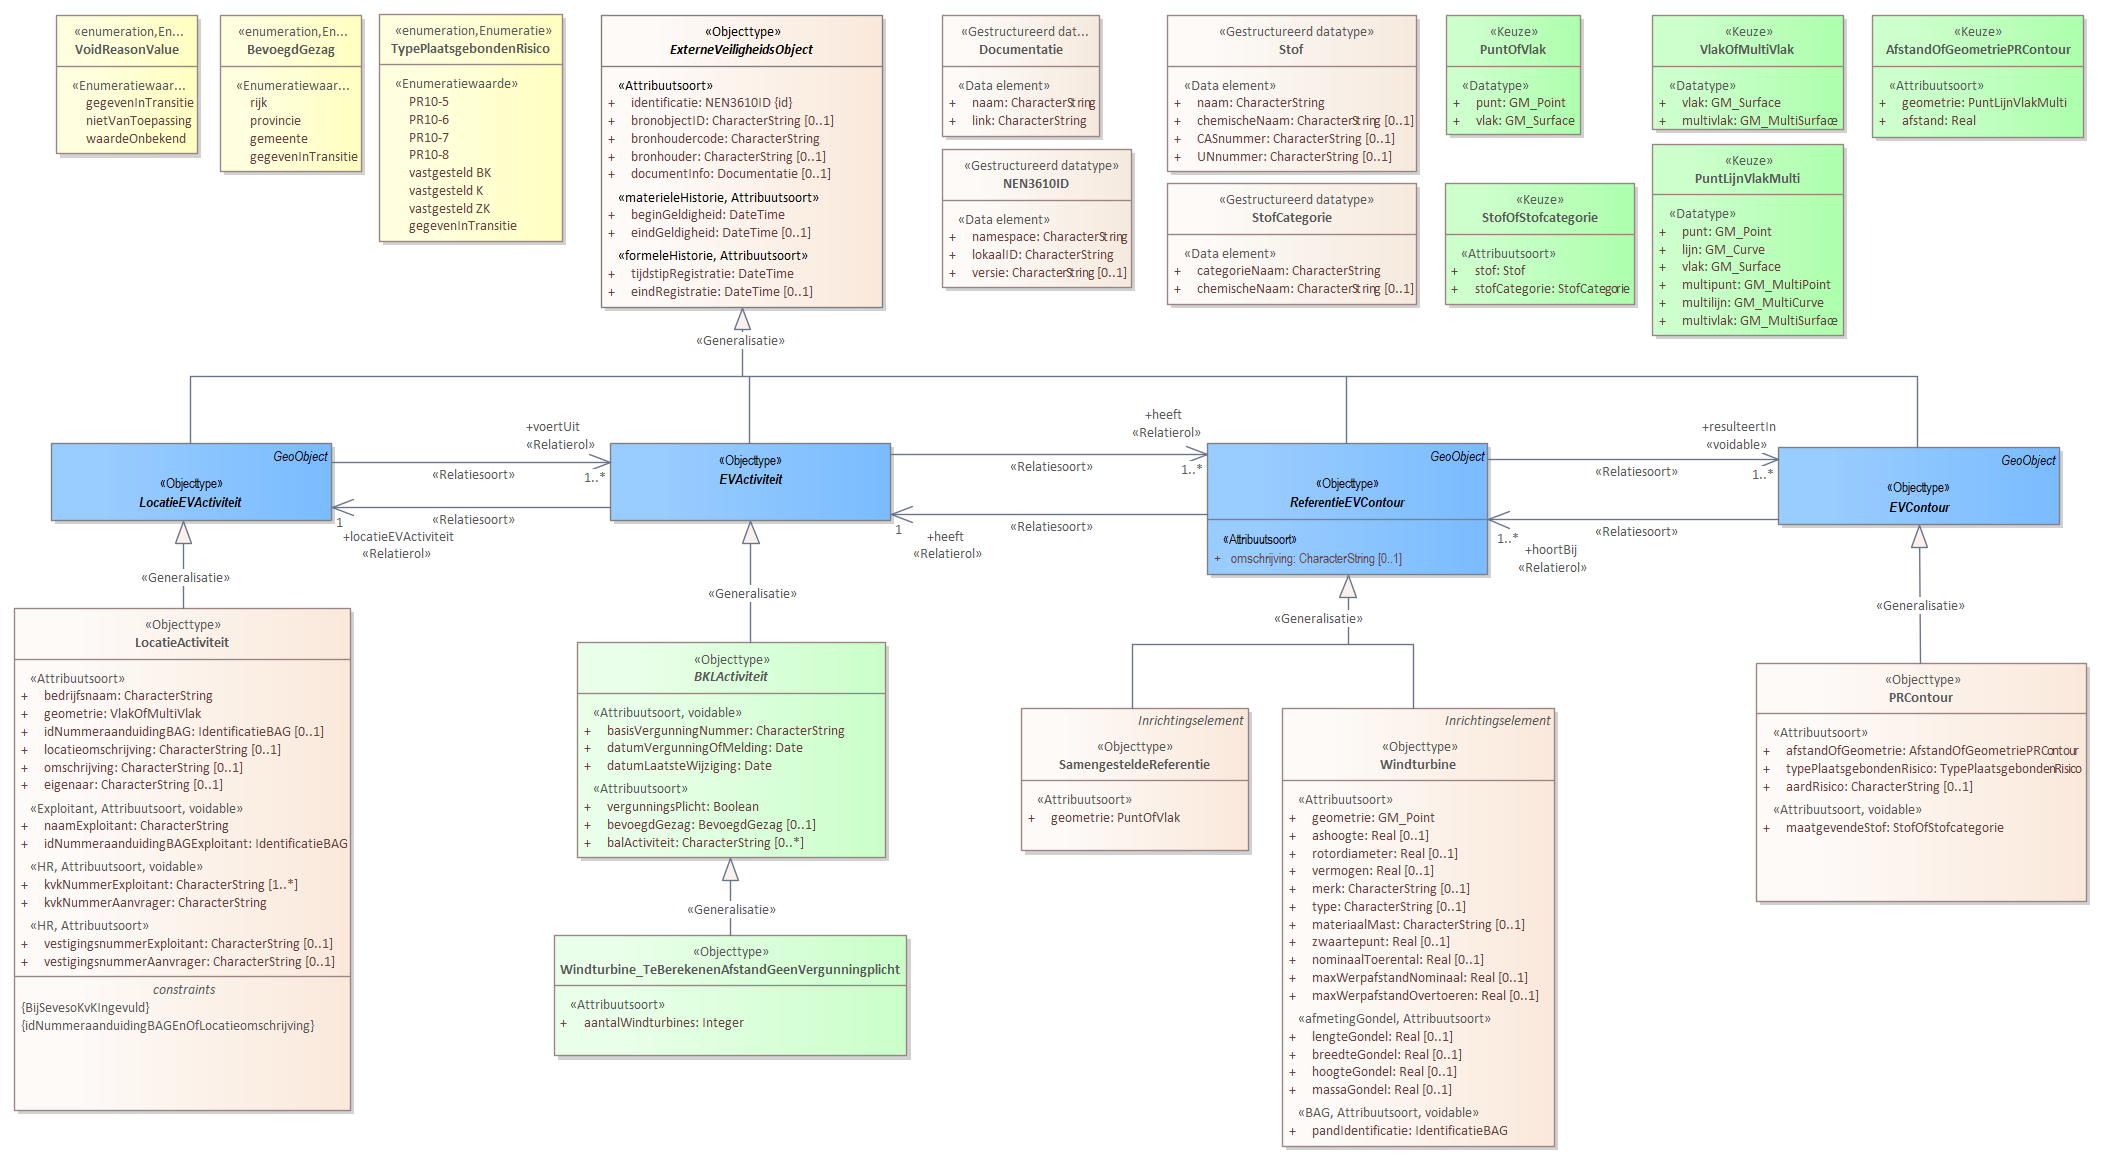 «enumeration,En...
VoidReasonValue
«Enumeratiewaar...
gegevenInTransitie
nietVanToepassing
waardeOnbekend
«enumeration,En...
BevoegdGezag
«Enumeratiewaar...
rijk
provincie
gemeente
gegevenInTransitie
«enumeration,Enumeratie»
TypePlaatsgebondenRisico
«Enumeratiewaarde»
PR10-5
PR10-6
PR10-7
PR10-8
vastgesteld BK
vastgesteld K
vastgesteld ZK
gegevenInTransitie
«Objecttype»
ExterneVeiligheidsObject
«Attribuutsoort»
+ identificatie: NEN3610ID {id}
+ bronobjectID: CharacterString [0..1]
+ bronhoudercode: CharacterString
+ bronhouder: CharacterString [0..1]
+ documentInfo: Documentatie [0..1]
«materieleHistorie, Attribuutsoort»
+ beginGeldigheid: DateTime
+ eindGeldigheid: DateTime [0..1]
«formeleHistorie, Attribuutsoort»
+ tijdstipRegistratie: DateTime
+ eindRegistratie: DateTime [0..1]
«Gestructureerd dat...
Documentatie
«Data element»
+ naam: CharacterString
+ link: CharacterString
«Gestructureerd datatype»
NEN3610ID
«Data element»
+ namespace: CharacterString
+ lokaalID: CharacterString
+ versie: CharacterString [0..1]
«Gestructureerd datatype»
Stof
«Data element»
+ naam: CharacterString
+ chemischeNaam: CharacterString [0..1]
+ CASnummer: CharacterString [0..1]
+ UNnummer: CharacterString [0..1]
«Gestructureerd datatype»
StofCategorie
«Data element»
+ categorieNaam: CharacterString
+ chemischeNaam: CharacterString [0..1]
«Keuze»
PuntOfVlak
«Datatype»
+ punt: GM_Point
+ vlak: GM_Surface
«Keuze»
StofOfStofcategorie
«Attribuutsoort»
+ stof: Stof
+ stofCategorie: StofCategorie
«Keuze»
VlakOfMultiVlak
«Datatype»
+ vlak: GM_Surface
+ multivlak: GM_MultiSurface
«Keuze»
PuntLijnVlakMulti
«Datatype»
+ punt: GM_Point
+ lijn: GM_Curve
+ vlak: GM_Surface
+ multipunt: GM_MultiPoint
+ multilijn: GM_MultiCurve
+ multivlak: GM_MultiSurface
«Keuze»
AfstandOfGeometriePRContour
«Attribuutsoort»
+ geometrie: PuntLijnVlakMulti
+ afstand: Real
«Generalisatie»
GeoObject
«Objecttype»
LocatieEVActiviteit
+voertUit
«Relatierol»
«Relatiesoort»
1..*
«Relatiesoort»
1
+locatieEVActiviteit
«Relatierol»
«Objecttype»
EVActiviteit
+heeft
«Relatierol»
«Relatiesoort»
1..*
«Relatiesoort»
1
+heeft
«Relatierol»
GeoObject
«Objecttype»
ReferentieEVContour
«Attribuutsoort»
+ omschrijving: CharacterString [0..1]
+resulteertIn
«voidable»
«Relatiesoort»
1..*
«Relatiesoort»
1..*
+hoortBij
«Relatierol»
GeoObject
«Objecttype»
EVContour
«Generalisatie»
«Generalisatie»
«Generalisatie»
«Generalisatie»
«Objecttype»
LocatieActiviteit
«Attribuutsoort»
+ bedrijfsnaam: CharacterString
+ geometrie: VlakOfMultiVlak
+ idNummeraanduidingBAG: IdentificatieBAG [0..1]
+ locatieomschrijving: CharacterString [0..1]
+ omschrijving: CharacterString [0..1]
+ eigenaar: CharacterString [0..1]
«Exploitant, Attribuutsoort, voidable»
+ naamExploitant: CharacterString
+ idNummeraanduidingBAGExploitant: IdentificatieBAG
«HR, Attribuutsoort, voidable»
+ kvkNummerExploitant: CharacterString [1..*]
+ kvkNummerAanvrager: CharacterString
«HR, Attribuutsoort»
+ vestigingsnummerExploitant: CharacterString [0..1]
+ vestigingsnummerAanvrager: CharacterString [0..1]
constraints
{BijSevesoKvKIngevuld}
{idNummeraanduidingBAGEnOfLocatieomschrijving}
«Objecttype»
BKLActiviteit
«Attribuutsoort, voidable»
+ basisVergunningNummer: CharacterString
+ datumVergunningOfMelding: Date
+ datumLaatsteWijziging: Date
«Attribuutsoort»
+ vergunningsPlicht: Boolean
+ bevoegdGezag: BevoegdGezag [0..1]
+ balActiviteit: CharacterString [0..*]
«Generalisatie»
«Objecttype»
Windturbine_TeBerekenenAfstandGeenVergunningplicht
«Attribuutsoort»
+ aantalWindturbines: Integer
Inrichtingselement
«Objecttype»
SamengesteldeReferentie
«Attribuutsoort»
+ geometrie: PuntOfVlak
Inrichtingselement
«Objecttype»
Windturbine
«Attribuutsoort»
+ geometrie: GM_Point
+ ashoogte: Real [0..1]
+ rotordiameter: Real [0..1]
+ vermogen: Real [0..1]
+ merk: CharacterString [0..1]
+ type: CharacterString [0..1]
+ materiaalMast: CharacterString [0..1]
+ zwaartepunt: Real [0..1]
+ nominaalToerental: Real [0..1]
+ maxWerpafstandNominaal: Real [0..1]
+ maxWerpafstandOvertoeren: Real [0..1]
«afmetingGondel, Attribuutsoort»
+ lengteGondel: Real [0..1]
+ breedteGondel: Real [0..1]
+ hoogteGondel: Real [0..1]
+ massaGondel: Real [0..1]
«BAG, Attribuutsoort, voidable»
+ pandIdentificatie: IdentificatieBAG
«Objecttype»
PRContour
«Attribuutsoort»
+ afstandOfGeometrie: AfstandOfGeometriePRContour
+ typePlaatsgebondenRisico: TypePlaatsgebondenRisico
+ aardRisico: CharacterString [0..1]
«Attribuutsoort, voidable»
+ maatgevendeStof: StofOfStofcategorie